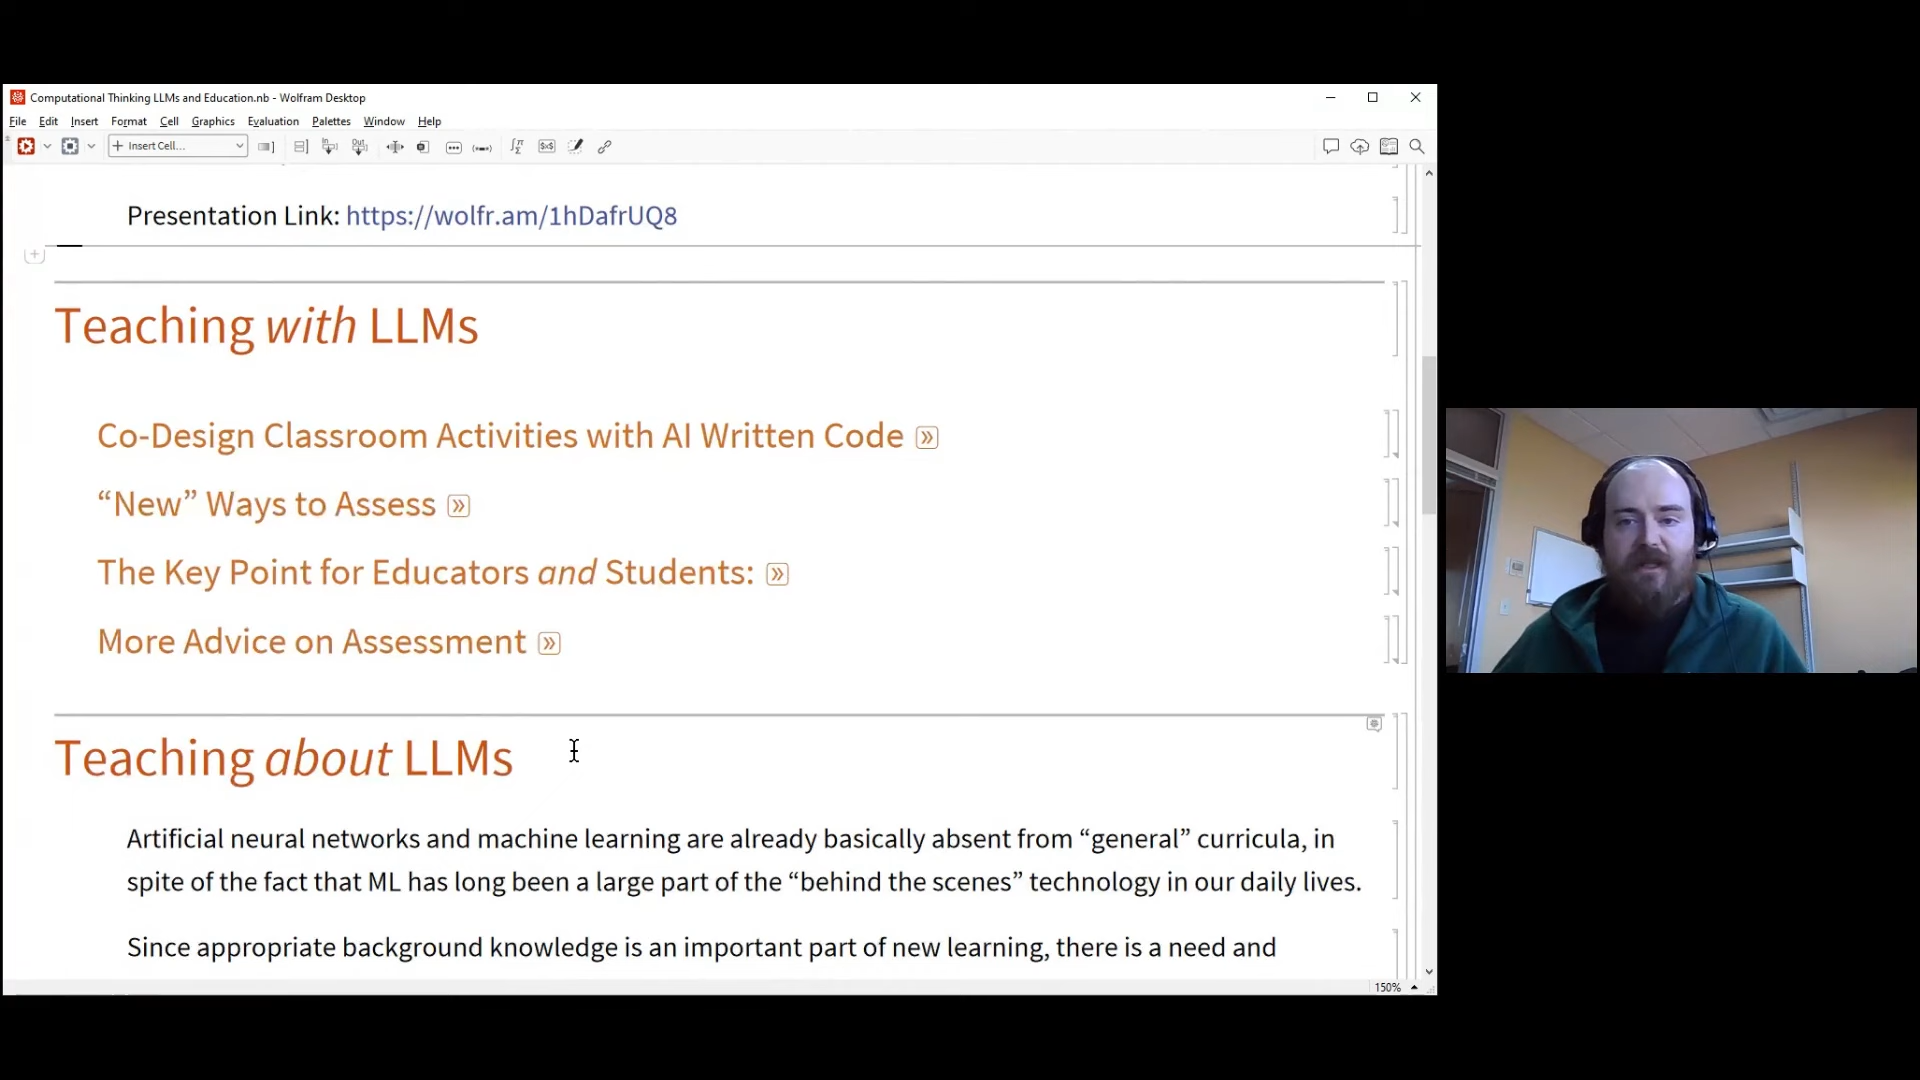 Computational Thinking LLMs and Education.nb - Wolfram Desktop
File Edit Insert Format Cell Graphics Evaluation Palettes Window Help
Insert Cell...
Presentation Link: https://wolfr.am/1hDafrUQ8
Teaching with LLMs
Co-Design Classroom Activities with AI Written Code
“New” Ways to Assess
The Key Point for Educators and Students:
More Advice on Assessment
Teaching about LLMs
Artificial neural networks and machine learning are already basically absent from “general” curricula, in
spite of the fact that ML has long been a large part of the “behind the scenes” technology in our daily lives.
Since appropriate background knowledge is an important part of new learning, there is a need and
150%